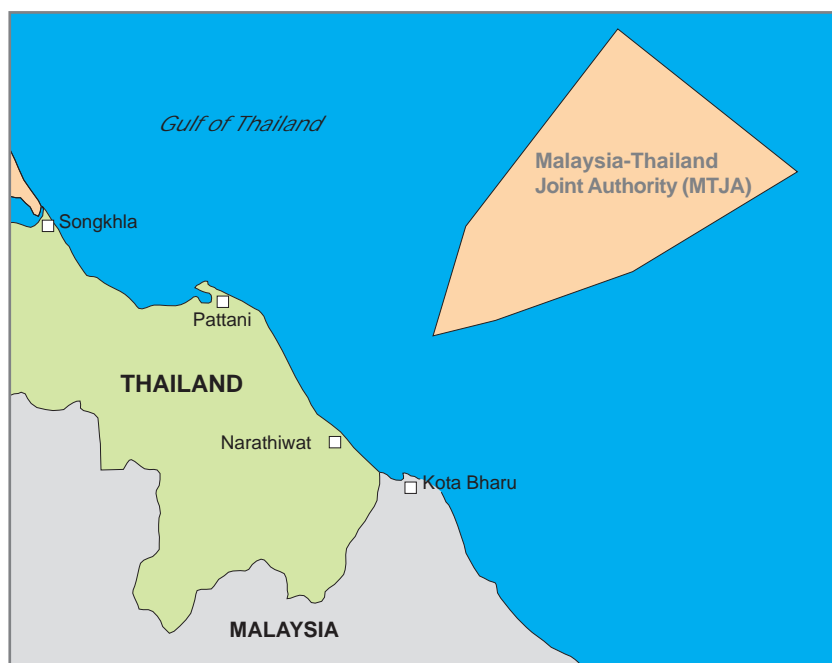 Gulf of Thailand
Malaysia-Thailand
Joint Authority (MTJA)
Songkhla
Pattani
THAILAND
Narathiwat
Kota Bharu
MALAYSIA